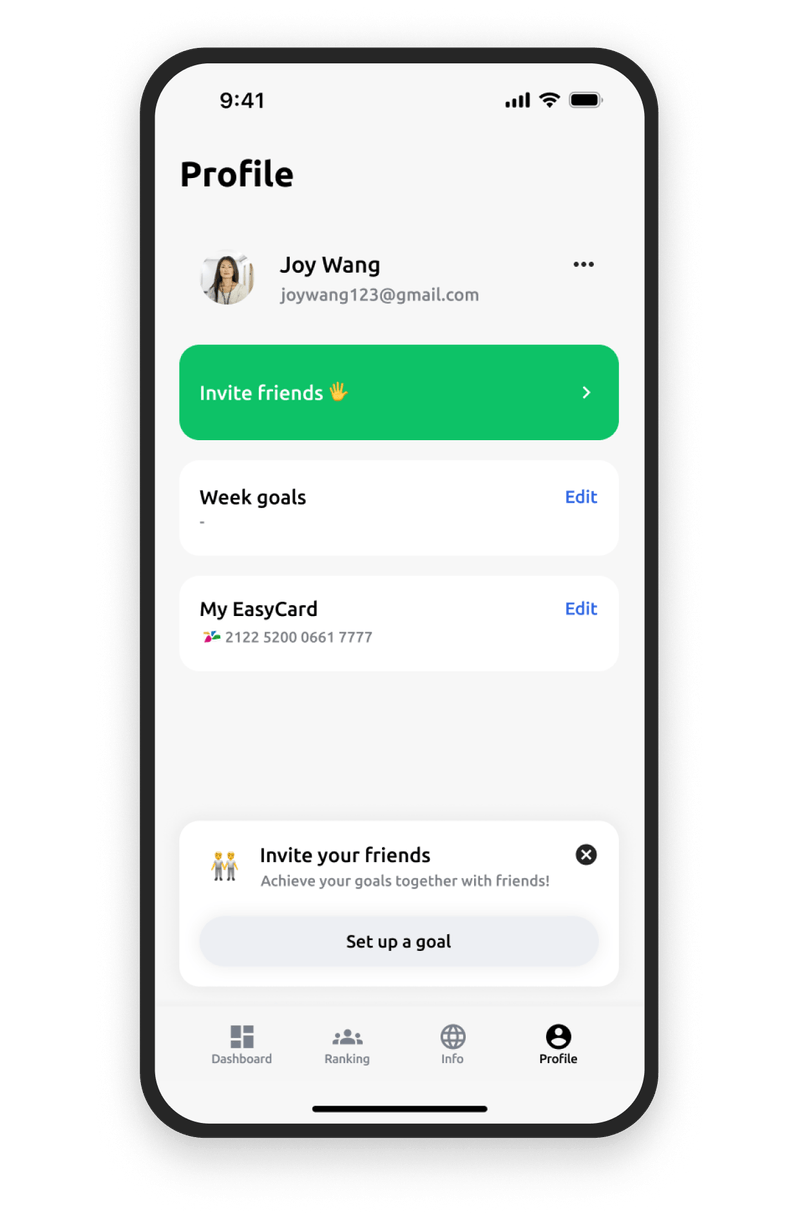 9:41
Profile
Joy Wang
joywang123@gmail.com
Invite friends 🖐
Week goals
Edit
-
My EasyCard
Edit
2122 5200 0661 7777
Invite your friends
Achieve your goals together with friends!
Set up a goal
Dashboard
Ranking
Info
Profile